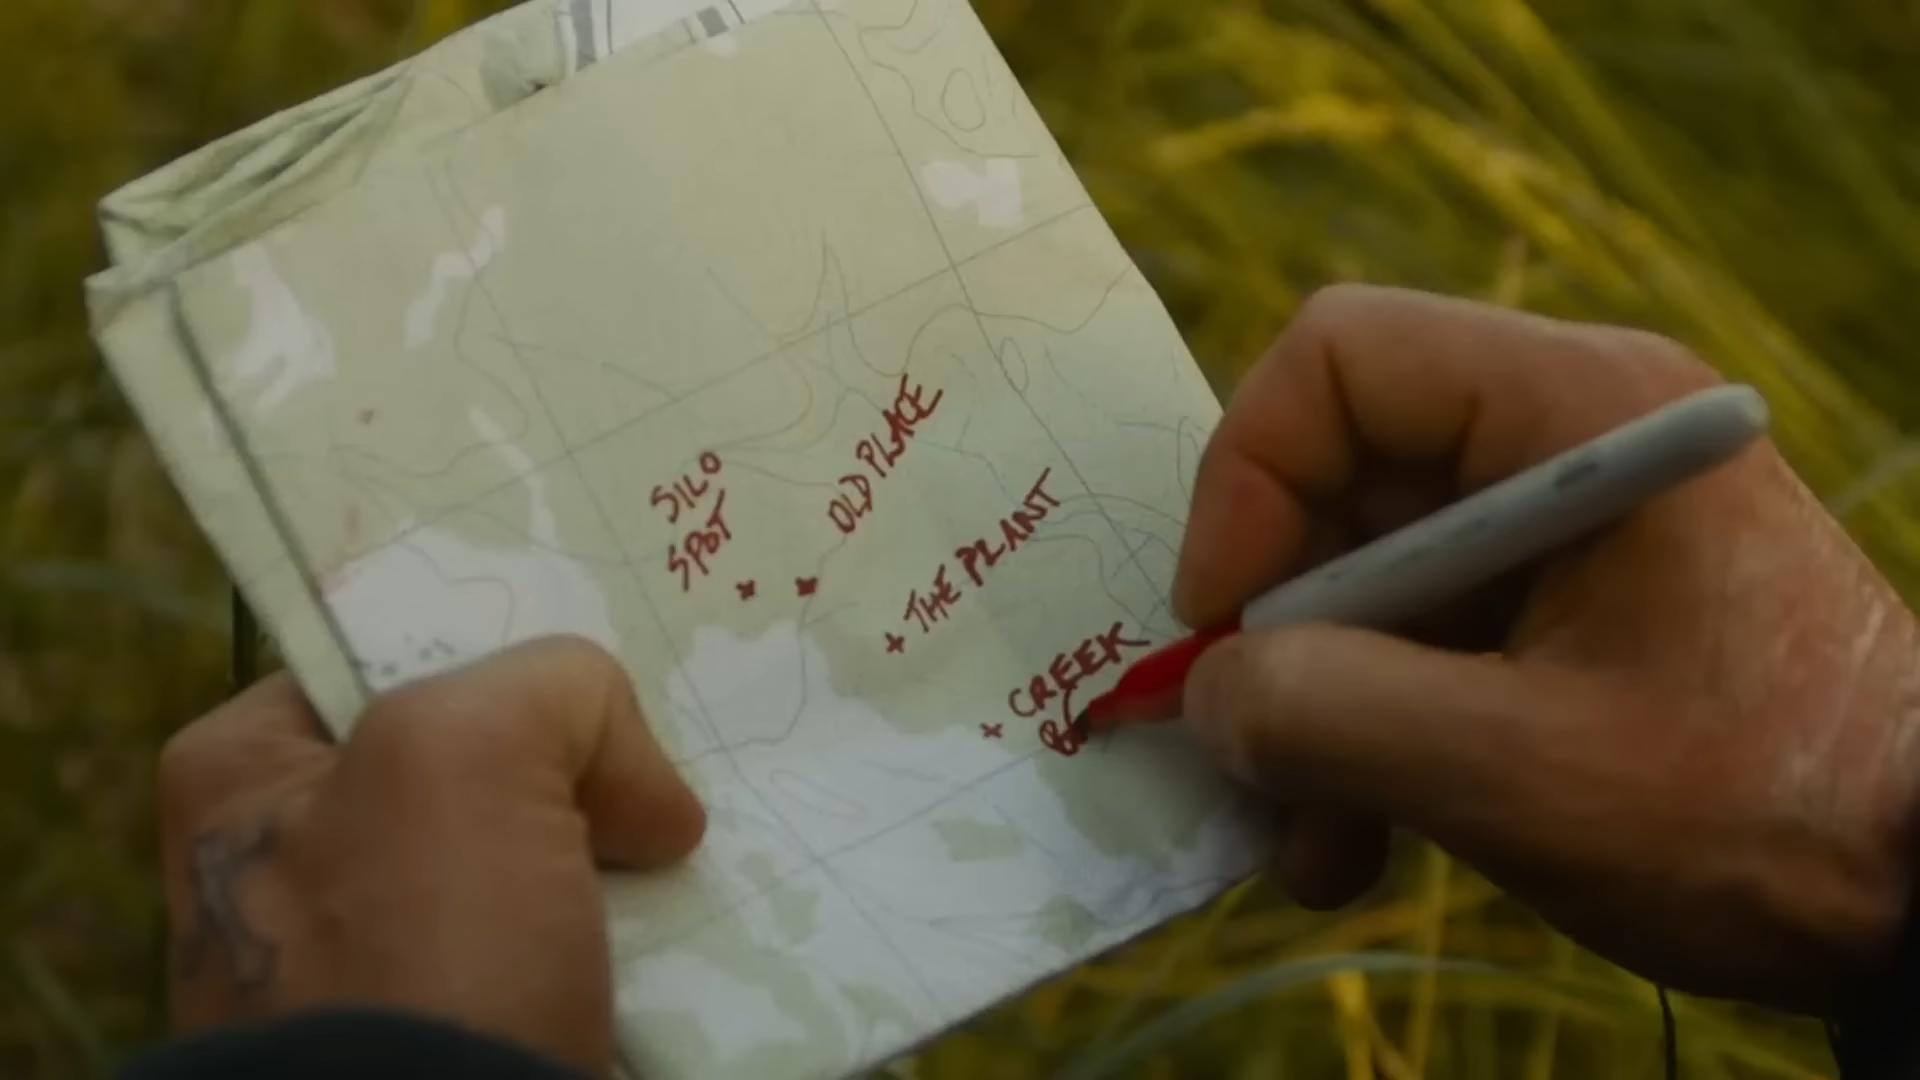 SILO
SPOT
OLD PLACE
THE PLANT
CREEK